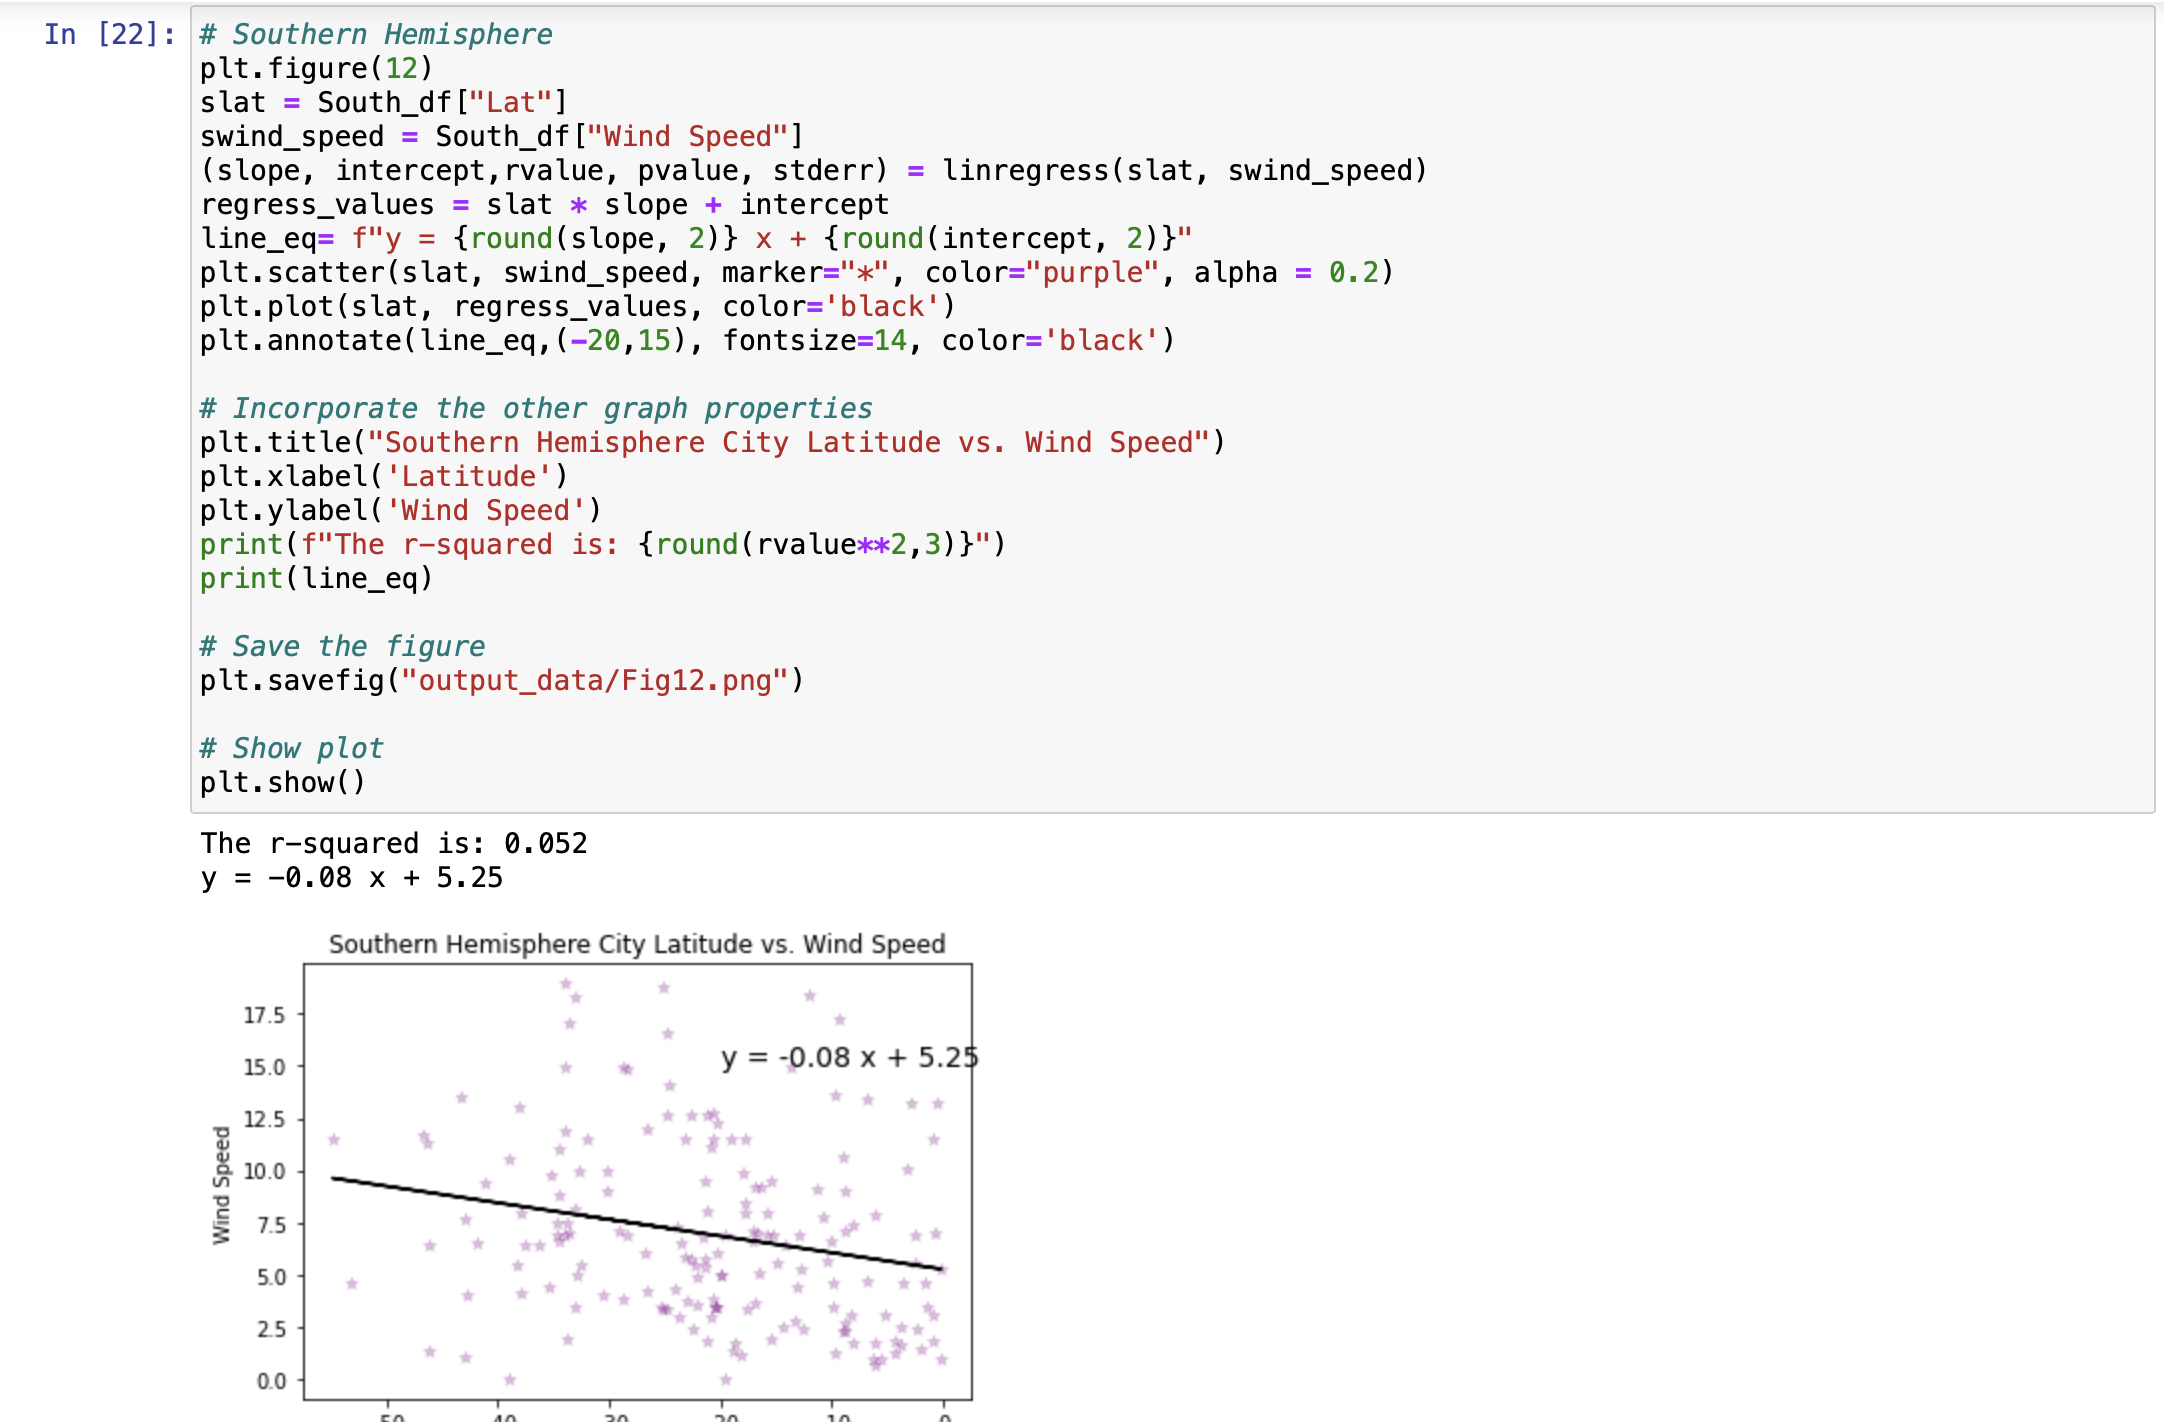 In [22]:
# Southern Hemisphere
plt.figure(12)
slat = South_df["Lat"]
swind_speed = South_df["Wind Speed"]
(slope, intercept,rvalue, pvalue, stderr) = linregress(slat, swind_speed)
regress_values = slat * slope + intercept
line_eq= f"y = {round(slope, 2)} x + {round(intercept, 2)}"
plt.scatter(slat, swind_speed, marker="*", color="purple", alpha = 0.2)
plt.plot(slat, regress_values, color='black')
plt.annotate(line_eq,(-20,15), fontsize=14, color='black')
# Incorporate the other graph properties
plt.title("Southern Hemisphere City Latitude vs. Wind Speed")
plt.xlabel('Latitude')
plt.ylabel('Wind Speed')
print(f"The r-squared is: {round(rvalue**2,3)}")
print(line_eq)
# Save the figure
plt.savefig("output_data/Fig12.png")
# Show plot
plt.show()
The r-squared is: 0.052
y = -0.08 x + 5.25
Southern Hemisphere City Latitude vs. Wind Speed
17.5
y = -0.08 x + 5.25
15.0
12.5
10.0
Wind Speed
7.5
5.0
2.5
0.0